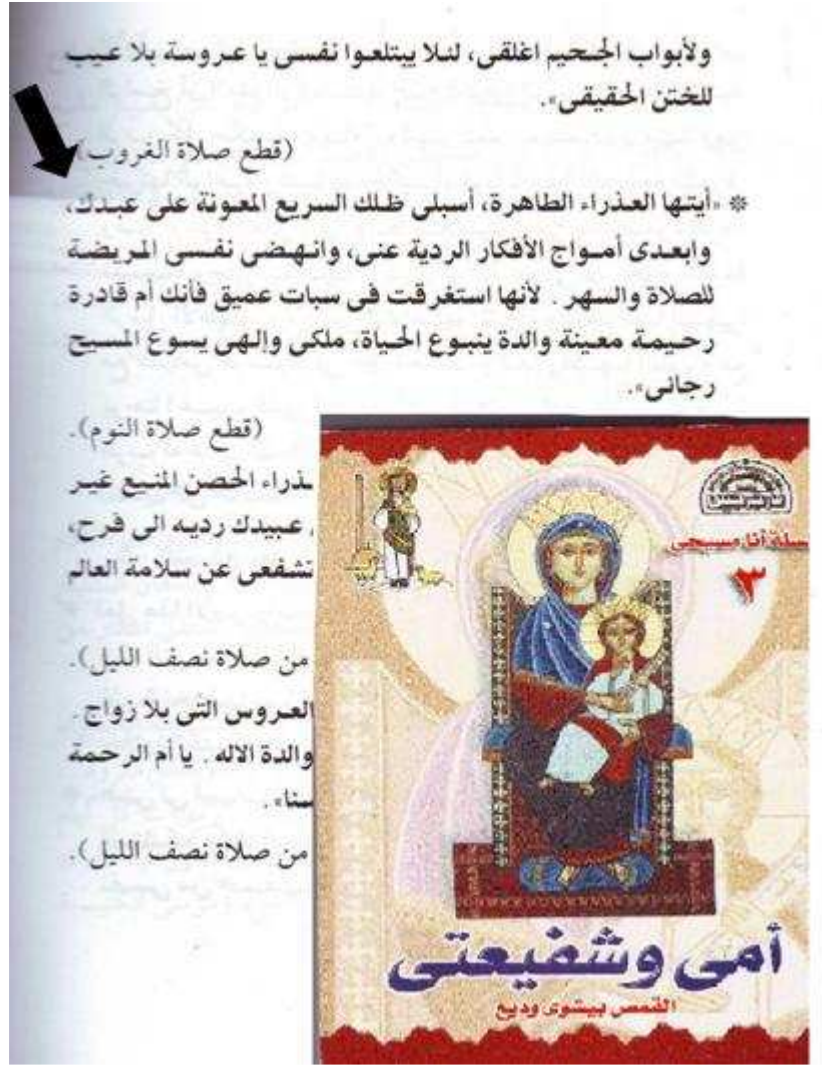 ولأبواب الجحيم اغلقى، لئلا يبتلعوا نفسى يا عروسة بلا عيب
للختن الحقيقى».
(قطع صلاة الغروب)
* «أيتها العذراء الطاهرة، أسبلى ظلك السريع المعونة على عبدك،
وابعدى أمواج الأفكار الردية عنى، وانهضى نفسى المريضة
للصلاة والسهر . لأنها استغرقت فى سبات عميق فأنك أم قادرة
رحيمة معينة والدة ينبوع الحياة، ملكى وإلهى يسوع المسيح
رجائى».
(قطع صلاة النوم).
الحصن المنيع غير
عبيدك رديه الى فرح،
عن سلامة العالم
من صلاة نصف الليل).
العروس التى بلا زواج .
والدة الاله . يا أم الرحمة
من صلاة نصف الليل).
أنا مسيحى
٣
أمى وشفيعتى
القمص بيشوى وديع